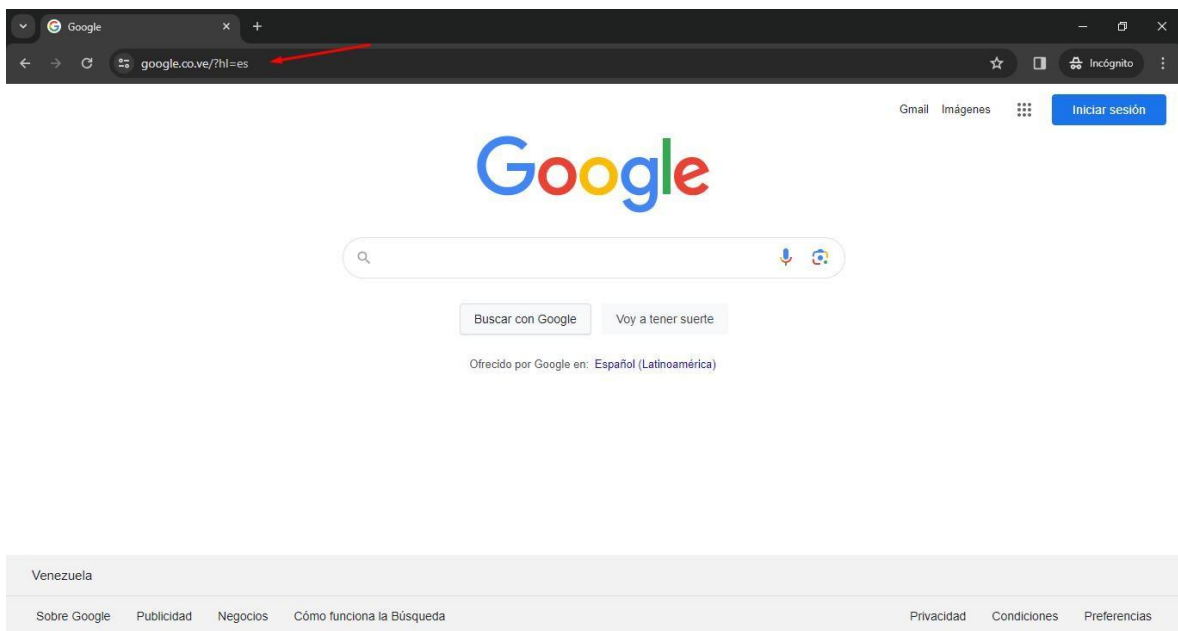 Google
google.co.ve/?hl=es
Incógnito
Gmail Imágenes Iniciar sesión
Google
Buscar con Google Voy a tener suerte
Ofrecido por Google en: Español (Latinoamérica)
Venezuela
Sobre Google Publicidad Negocios Cómo funciona la Búsqueda Privacidad Condiciones Preferencias